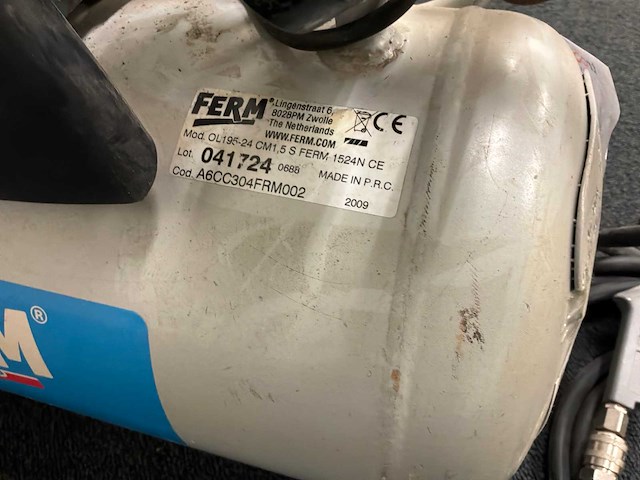 FERM®
Lingenstraat 6,
8028PM Zwolle
The Netherlands
WWW.FERM.COM
CE
Mod. OL195-24 CM1,5 S FERM 1524N CE
Lot. 041724 0688 MADE IN P.R.C.
Cod. A6CC304FRM002 2009
M®